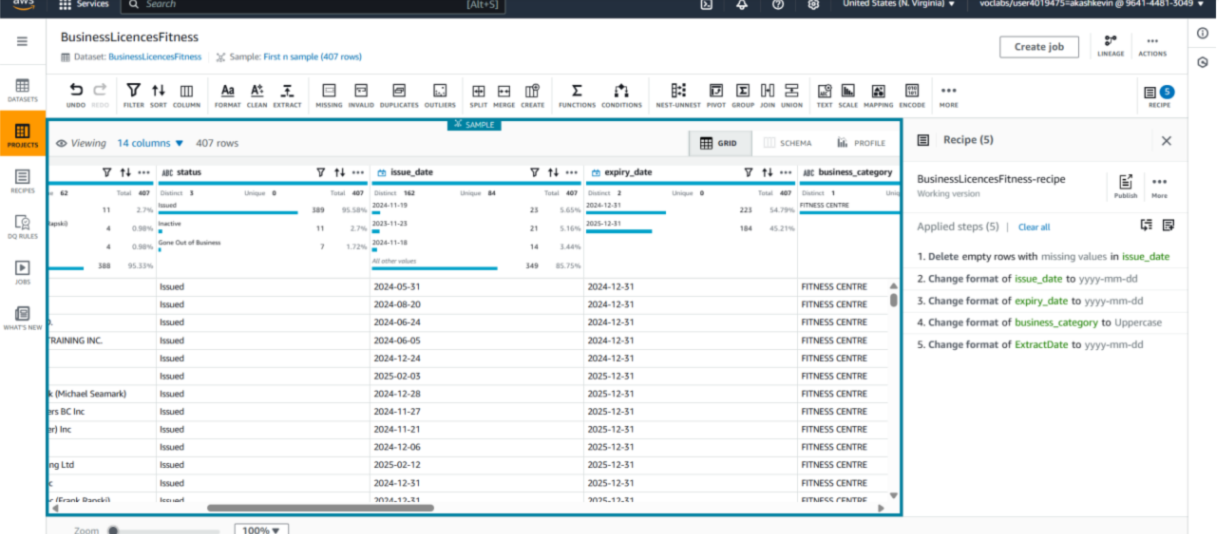 aws
Services
Search
[Alt+S]
United States (N. Virginia) ▼
voclabs/user4019475=akashkevin @ 9641-4481-3049 ▼
BusinessLicencesFitness
Dataset: BusinessLicencesFitness
Sample: First n sample (407 rows)
Create job
LINEAGE
ACTIONS
DATASETS
PROJECTS
RECIPES
DQ RULES
JOBS
WHAT'S NEW
UNDO REDO FILTER SORT COLUMN FORMAT CLEAN EXTRACT MISSING INVALID DUPLICATES OUTLIERS SPLIT MERGE CREATE FUNCTIONS CONDITIONS NEST-UNNEST PIVOT GROUP JOIN UNION TEXT SCALE MAPPING ENCODE MORE
5
RECIPE
SAMPLE
Viewing 14 columns ▼ 407 rows
GRID SCHEMA PROFILE
ABC status issue_date expiry_date ABC business_category
62 Total 407 Distinct 3 Unique 0 Total 407 Distinct 162 Unique 84 Total 407 Distinct 2 Unique 0 Total 407 Distinct 1
11 2.7% Issued 389 95.58% 2024-11-19 23 5.65% 2024-12-31 223 54.79% FITNESS CENTRE
4 0.98% Inactive 11 2.7% 2023-11-23 21 5.16% 2025-12-31 184 45.21%
4 0.98% Gone Out of Business 7 1.72% 2024-11-18 14 3.44%
388 95.33% All other values 349 85.75%
Issued 2024-05-31 2024-12-31 FITNESS CENTRE
Issued 2024-08-20 2024-12-31 FITNESS CENTRE
Issued 2024-06-24 2024-12-31 FITNESS CENTRE
TRAINING INC. Issued 2024-06-05 2024-12-31 FITNESS CENTRE
Issued 2024-12-24 2025-12-31 FITNESS CENTRE
Issued 2025-02-03 2025-12-31 FITNESS CENTRE
k (Michael Seamark) Issued 2024-12-28 2025-12-31 FITNESS CENTRE
ers BC Inc Issued 2024-11-27 2025-12-31 FITNESS CENTRE
er) Inc Issued 2024-11-21 2025-12-31 FITNESS CENTRE
Issued 2024-12-06 2025-12-31 FITNESS CENTRE
ng Ltd Issued 2025-02-12 2025-12-31 FITNESS CENTRE
c Issued 2024-12-31 2025-12-31 FITNESS CENTRE
c (Frank Rapski) Issued 2024-12-31 2025-12-31 FITNESS CENTRE
Zoom 100% ▼
Recipe (5)
BusinessLicencesFitness-recipe
Working version
Publish More
Applied steps (5) Clear all
1. Delete empty rows with missing values in issue_date
2. Change format of issue_date to yyyy-mm-dd
3. Change format of expiry_date to yyyy-mm-dd
4. Change format of business_category to Uppercase
5. Change format of ExtractDate to yyyy-mm-dd